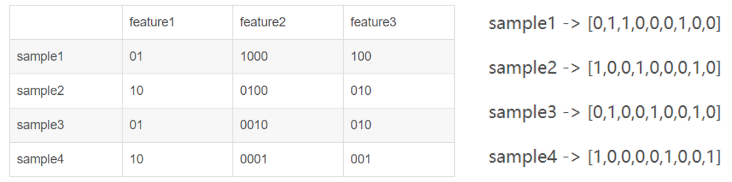 feature1 feature2 feature3
sample1 01 1000 100
sample2 10 0100 010
sample3 01 0010 010
sample4 10 0001 001
sample1 -> [0,1,1,0,0,0,1,0,0]
sample2 -> [1,0,0,1,0,0,0,1,0]
sample3 -> [0,1,0,0,1,0,0,1,0]
sample4 -> [1,0,0,0,0,1,0,0,1]